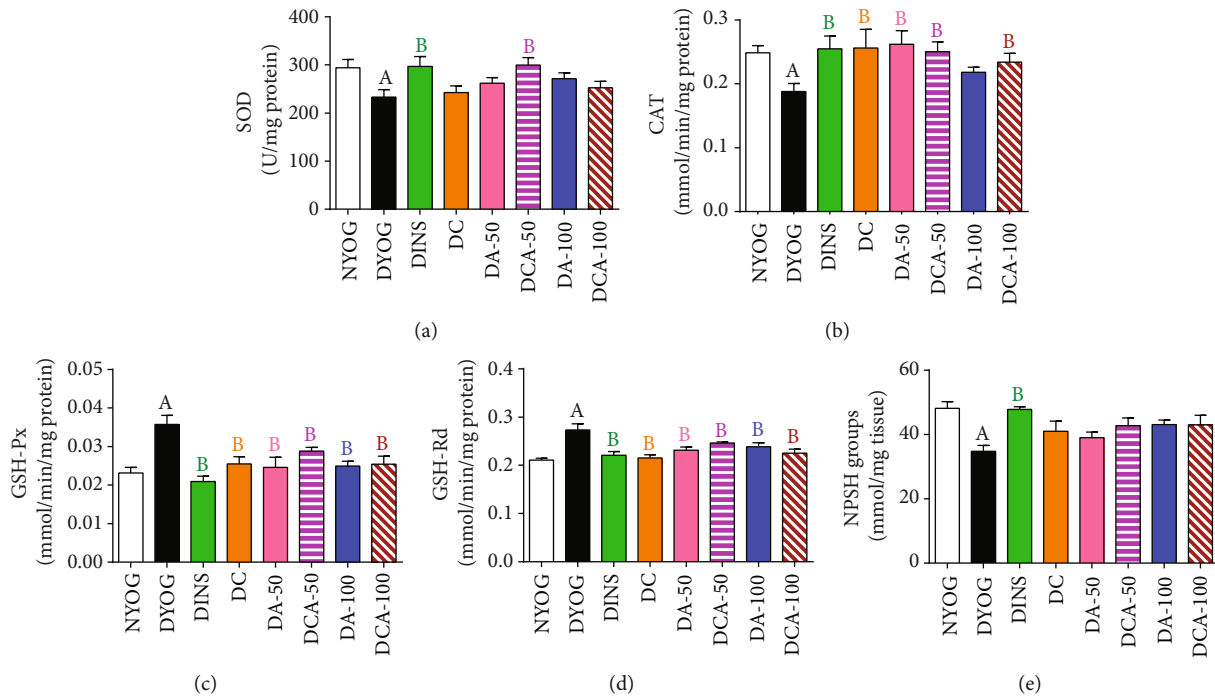 SOD
(U/mg protein)
400
300
200
100
0
A
B
B
NYOG
DYOG
DINS
DC
DA-50
DCA-50
DA-100
DCA-100
(a)
CAT
(mmol/min/mg protein)
0.3
0.2
0.1
0.0
A
B
B
B
B
B
NYOG
DYOG
DINS
DC
DA-50
DCA-50
DA-100
DCA-100
(b)
GSH-Px
(mmol/min/mg protein)
0.05
0.04
0.03
0.02
0.01
0.00
A
B
B
B
B
B
B
NYOG
DYOG
DINS
DC
DA-50
DCA-50
DA-100
DCA-100
(c)
GSH-Rd
(mmol/min/mg protein)
0.4
0.3
0.2
0.1
0.0
A
B
B
B
B
B
B
NYOG
DYOG
DINS
DC
DA-50
DCA-50
DA-100
DCA-100
(d)
NPSH groups
(mmol/mg tissue)
60
40
20
0
A
B
NYOG
DYOG
DINS
DC
DA-50
DCA-50
DA-100
DCA-100
(e)